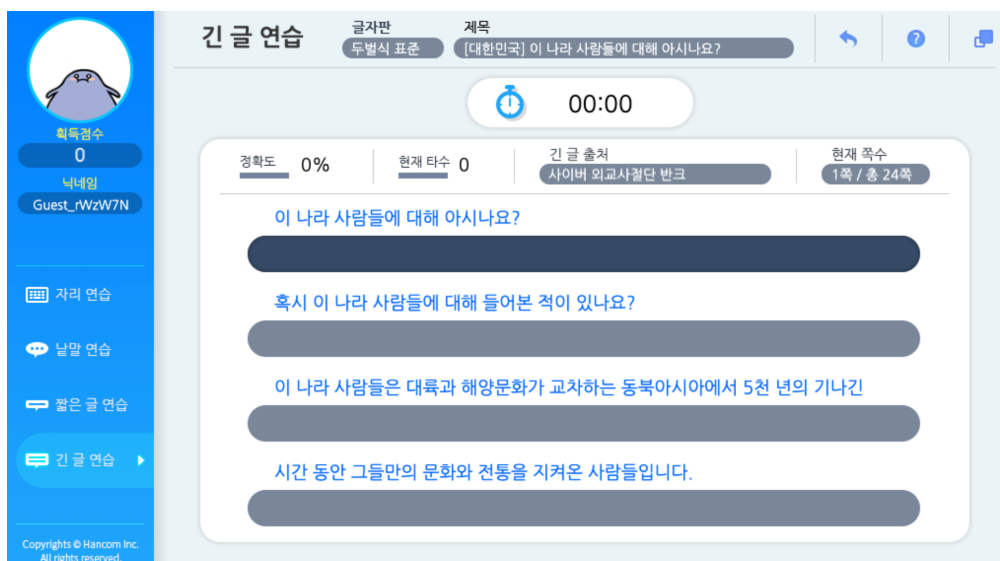 긴 글 연습
글자판
두벌식 표준
제목
[대한민국] 이 나라 사람들에 대해 아시나요?
?
00:00
획득점수
0
닉네임
Guest_rWzW7N
자리 연습
낱말 연습
짧은 글 연습
긴 글 연습
Copyrights © Hancom Inc.
All rights reserved.
정확도 0%
현재 타수 0
긴 글 출처
사이버 외교사절단 반크
현재 쪽수
1쪽 / 총 24쪽
이 나라 사람들에 대해 아시나요?
혹시 이 나라 사람들에 대해 들어본 적이 있나요?
이 나라 사람들은 대륙과 해양문화가 교차하는 동북아시아에서 5천 년의 기나긴
시간 동안 그들만의 문화와 전통을 지켜온 사람들입니다.